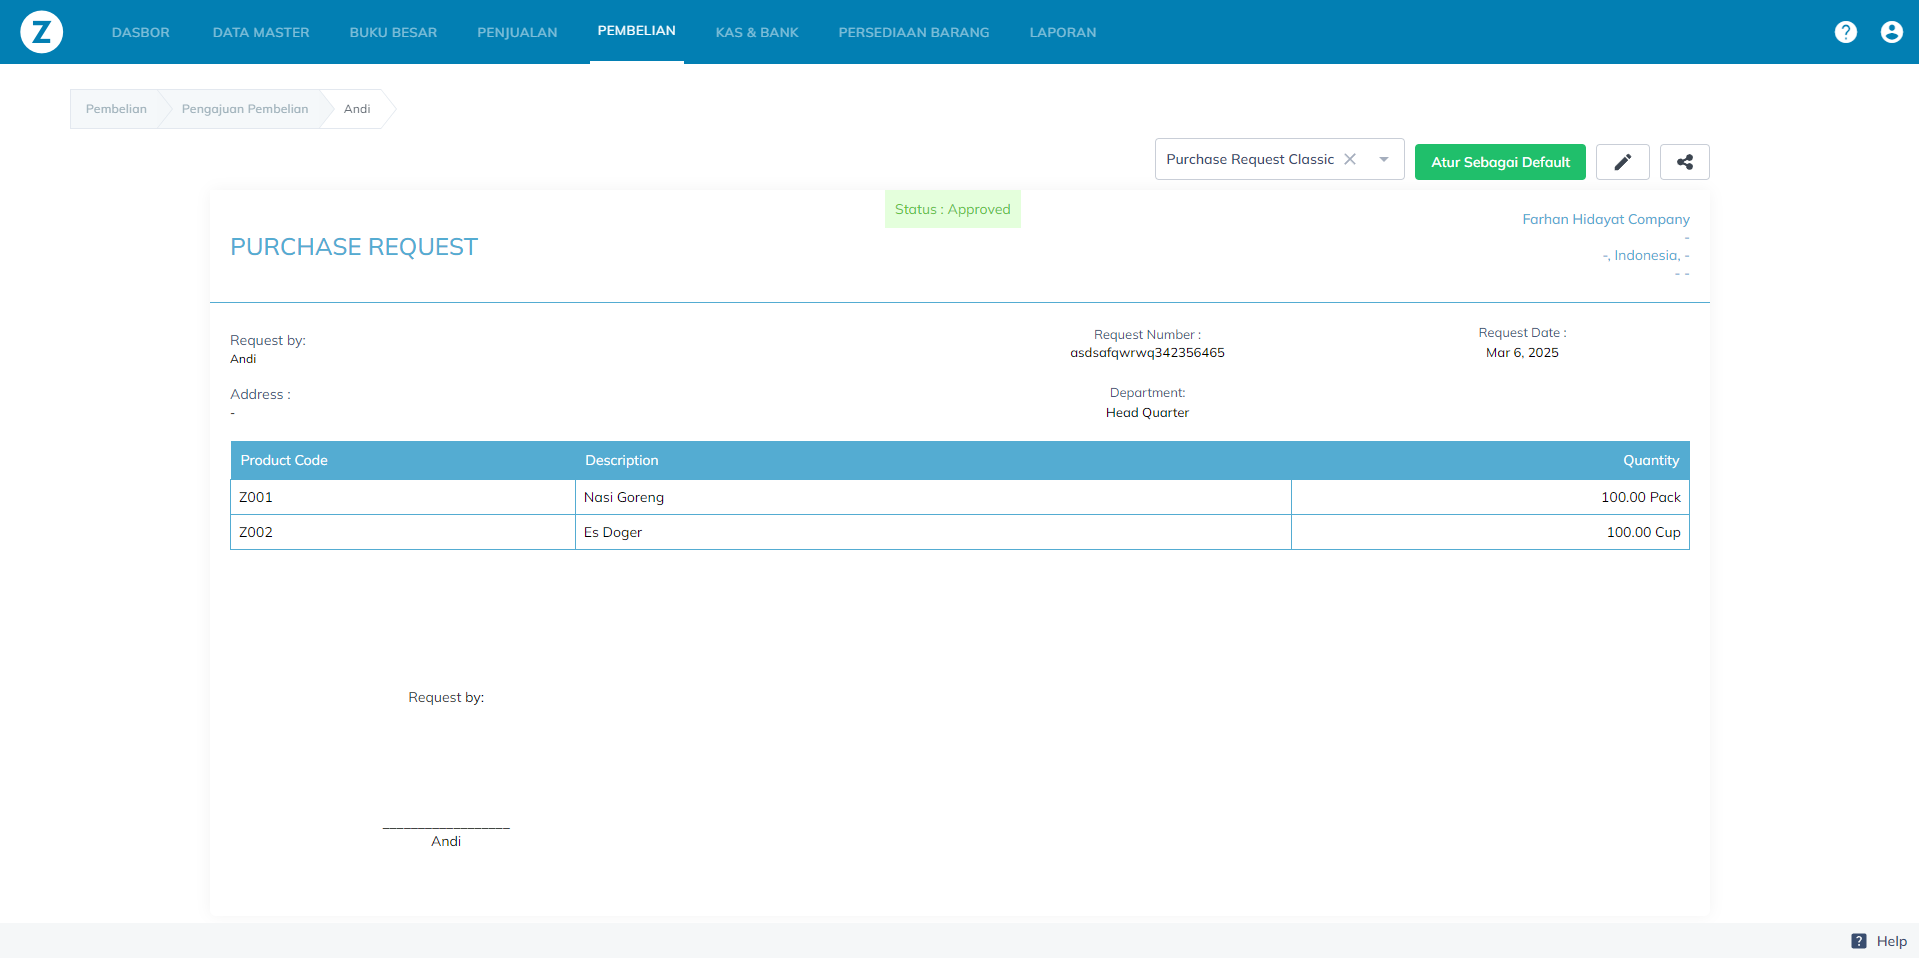 Z
DASBOR
DATA MASTER
BUKU BESAR
PENJUALAN
PEMBELIAN
KAS & BANK
PERSEDIAAN BARANG
LAPORAN
?
Pembelian
Pengajuan Pembelian
Andi
Purchase Request Classic
Atur Sebagai Default
Status : Approved
PURCHASE REQUEST
Farhan Hidayat Company
-
-, Indonesia, -
- -
Request by:
Andi
Address :
-
Request Number :
asdsafqwrwq342356465
Department:
Head Quarter
Request Date :
Mar 6, 2025
Product Code Description Quantity
Z001 Nasi Goreng 100.00 Pack
Z002 Es Doger 100.00 Cup
Request by:
__________________
Andi
? Help